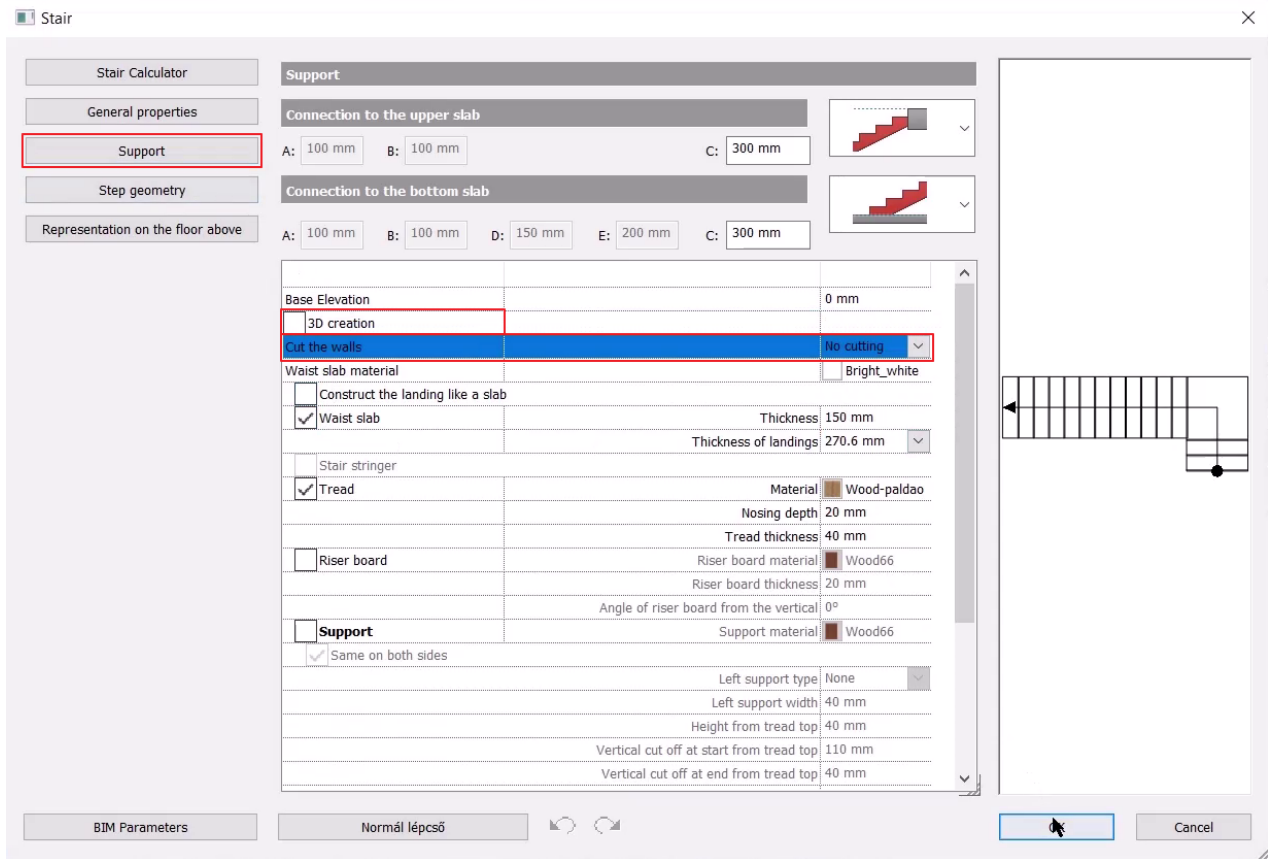 Stair
Stair Calculator
General properties
Support
Step geometry
Representation on the floor above
Support
Connection to the upper slab
A: 100 mm B: 100 mm C: 300 mm
Connection to the bottom slab
A: 100 mm B: 100 mm D: 150 mm E: 200 mm C: 300 mm
Base Elevation 0 mm
3D creation
Cut the walls No cutting
Waist slab material Bright_white
Construct the landing like a slab
Waist slab Thickness 150 mm
Thickness of landings 270.6 mm
Stair stringer
Tread Material Wood-paldao
Nosing depth 20 mm
Tread thickness 40 mm
Riser board Riser board material Wood66
Riser board thickness 20 mm
Angle of riser board from the vertical 0°
Support Support material Wood66
Same on both sides
Left support type None
Left support width 40 mm
Height from tread top 40 mm
Vertical cut off at start from tread top 110 mm
Vertical cut off at end from tread top 40 mm
BIM Parameters Normál lépcső OK Cancel